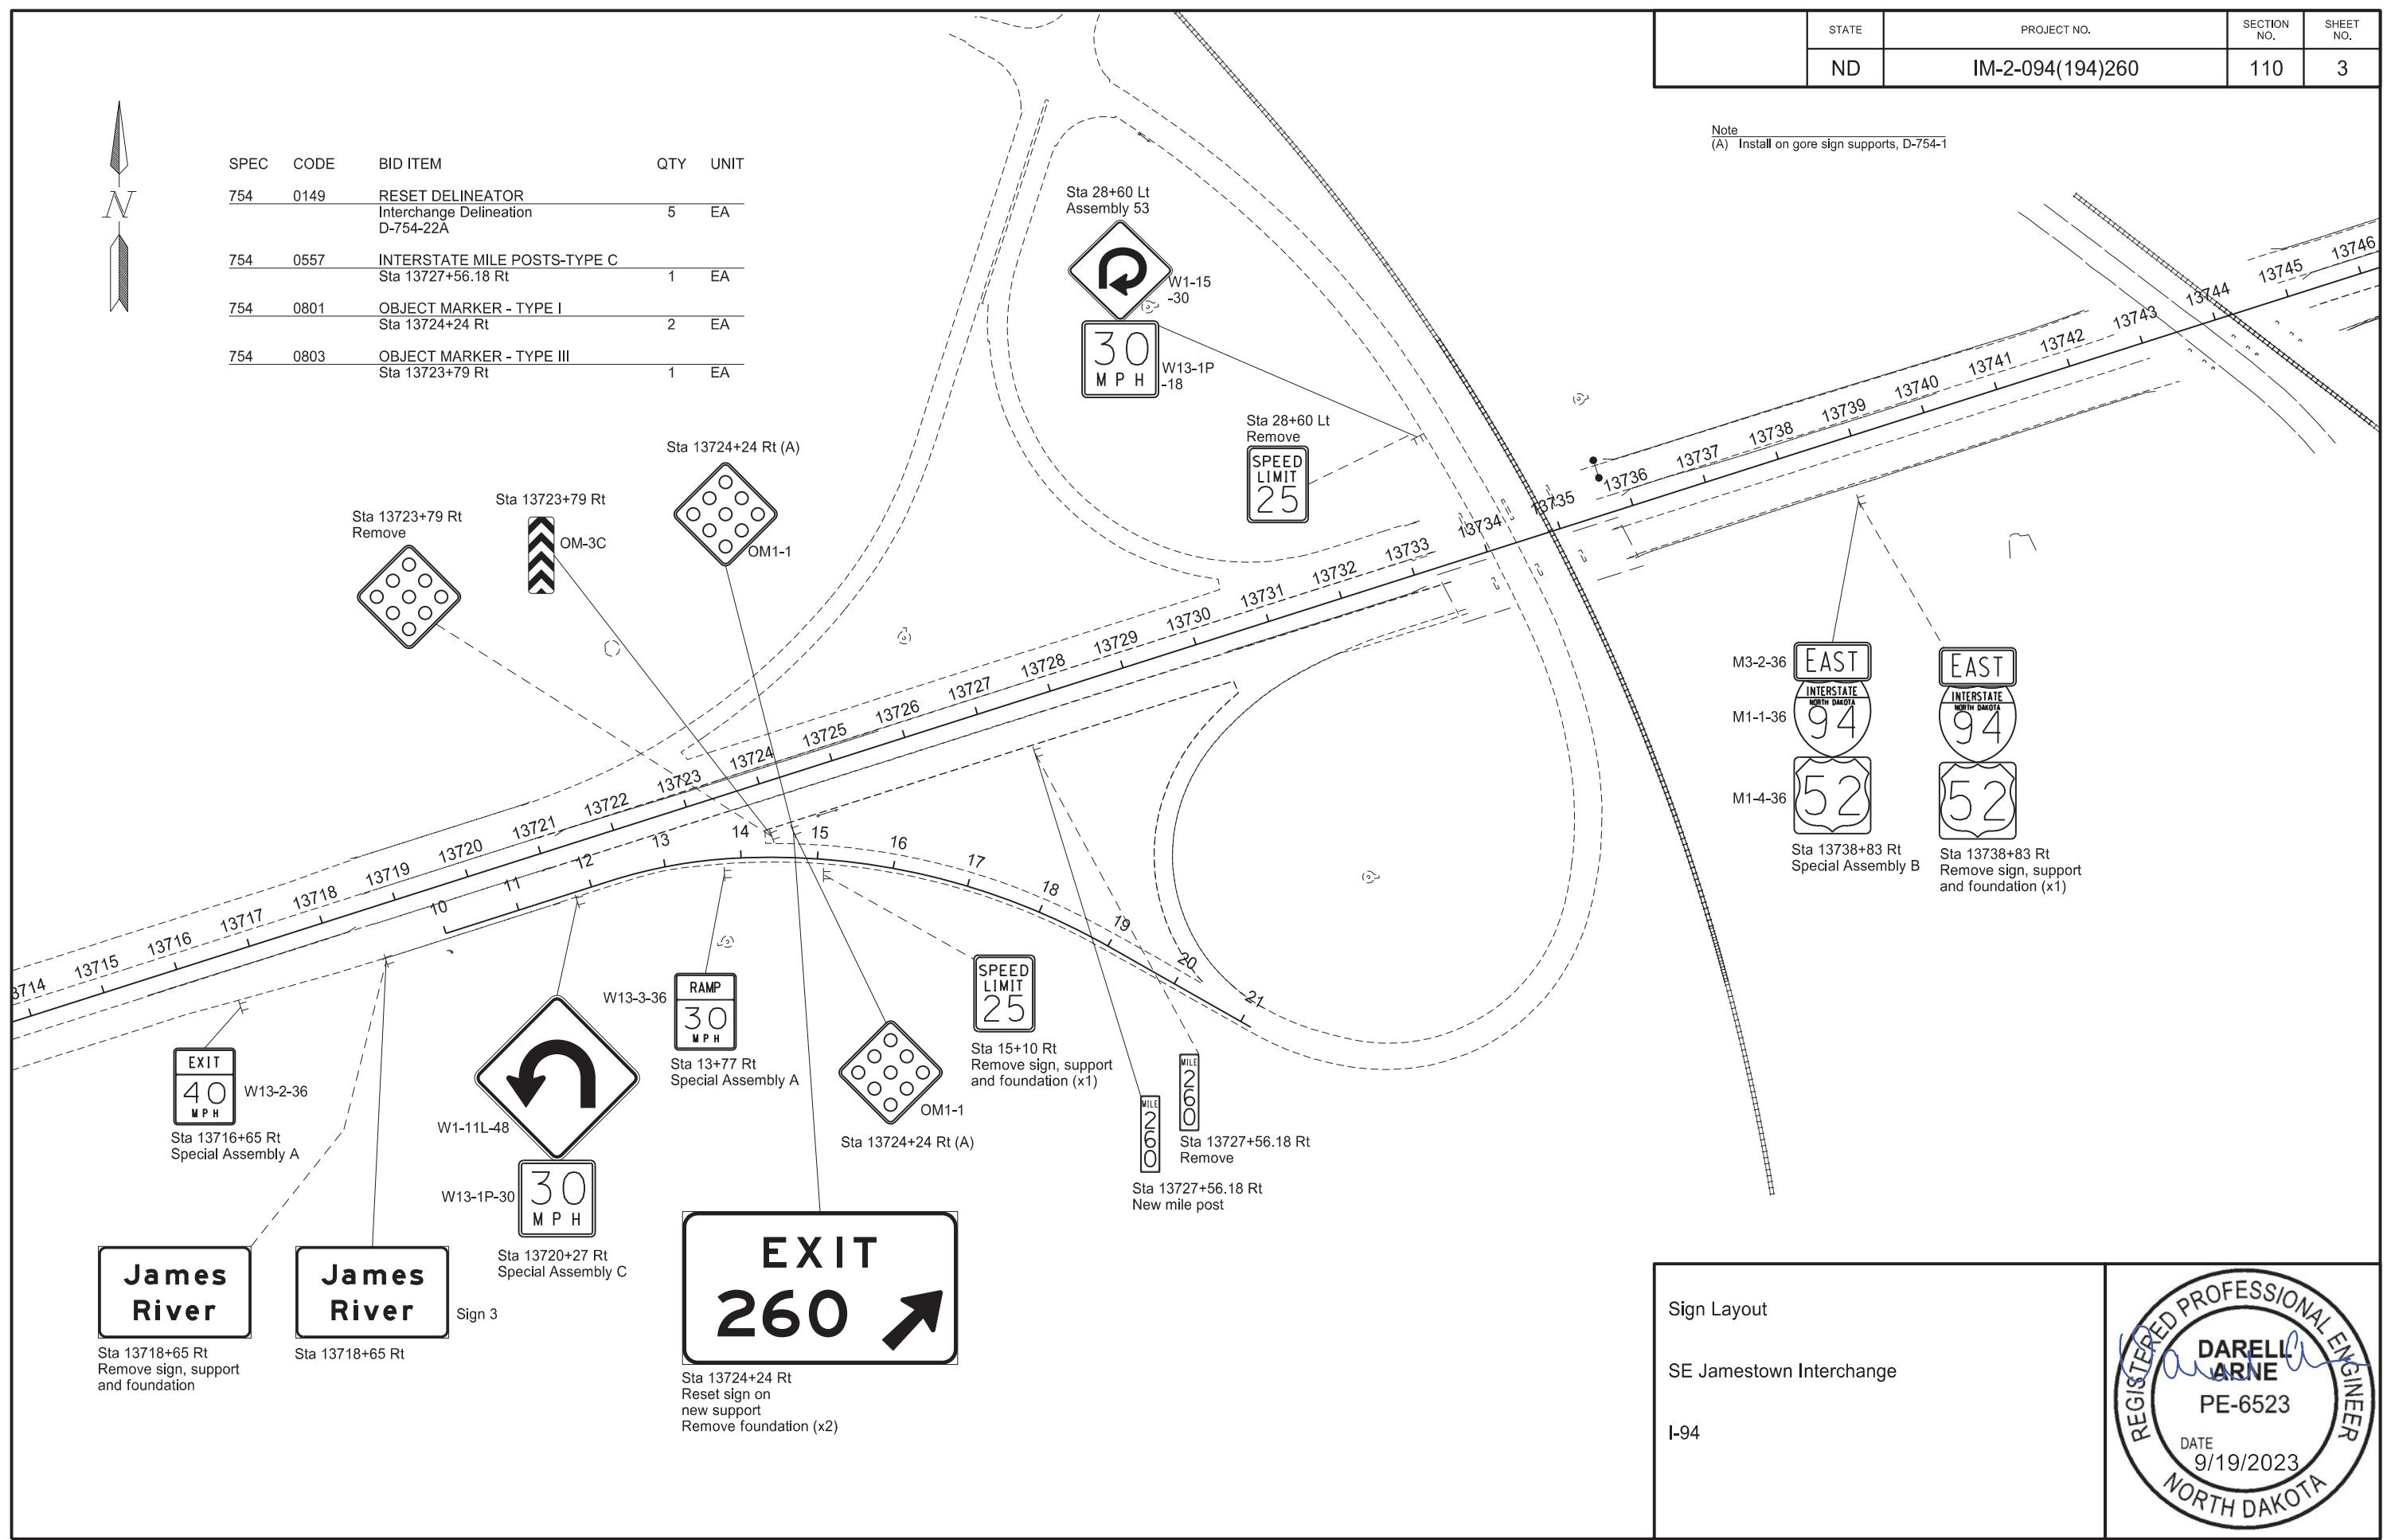 STATE PROJECT NO. SECTION NO. SHEET NO.
ND IM-2-094(194)260 110 3
Note
(A) Install on gore sign supports, D-754-1
N
SPEC CODE BID ITEM QTY UNIT
754 0149 RESET DELINEATOR
Interchange Delineation 5 EA
D-754-22A
754 0557 INTERSTATE MILE POSTS-TYPE C
Sta 13727+56.18 Rt 1 EA
754 0801 OBJECT MARKER - TYPE I
Sta 13724+24 Rt 2 EA
754 0803 OBJECT MARKER - TYPE III
Sta 13723+79 Rt 1 EA
Sta 28+60 Lt
Assembly 53
W1-15
-30
30
MPH
W13-1P
-18
Sta 28+60 Lt
Remove
SPEED
LIMIT
25
Sta 13724+24 Rt (A)
OM1-1
Sta 13723+79 Rt
OM-3C
Sta 13723+79 Rt
Remove
3714
13715
13716
13717
13718
13719
13720
13721
13722
13723
13724
13725
13726
13727
13728
13729
13730
13731
13732
13733
13734
13735
13736
13737
13738
13739
13740
13741
13742
13743
13744
13745
13746
10
11
12
13
14
15
16
17
18
19
20
21
M3-2-36
EAST
M1-1-36
INTERSTATE
NORTH DAKOTA
94
M1-4-36
52
Sta 13738+83 Rt
Special Assembly B
EAST
INTERSTATE
NORTH DAKOTA
94
52
Sta 13738+83 Rt
Remove sign, support
and foundation (x1)
EXIT
40
MPH
W13-2-36
Sta 13716+65 Rt
Special Assembly A
James
River
Sta 13718+65 Rt
Remove sign, support
and foundation
James
River
Sign 3
Sta 13718+65 Rt
W1-11L-48
W13-1P-30
30
MPH
Sta 13720+27 Rt
Special Assembly C
W13-3-36
RAMP
30
MPH
Sta 13+77 Rt
Special Assembly A
EXIT
260
Sta 13724+24 Rt
Reset sign on
new support
Remove foundation (x2)
OM1-1
Sta 13724+24 Rt (A)
SPEED
LIMIT
25
Sta 15+10 Rt
Remove sign, support
and foundation (x1)
MILE
260
Sta 13727+56.18 Rt
New mile post
MILE
260
Sta 13727+56.18 Rt
Remove
Sign Layout
SE Jamestown Interchange
I-94
REGISTERED PROFESSIONAL ENGINEER
DARELL
ARNE
PE-6523
DATE
9/19/2023
NORTH DAKOTA